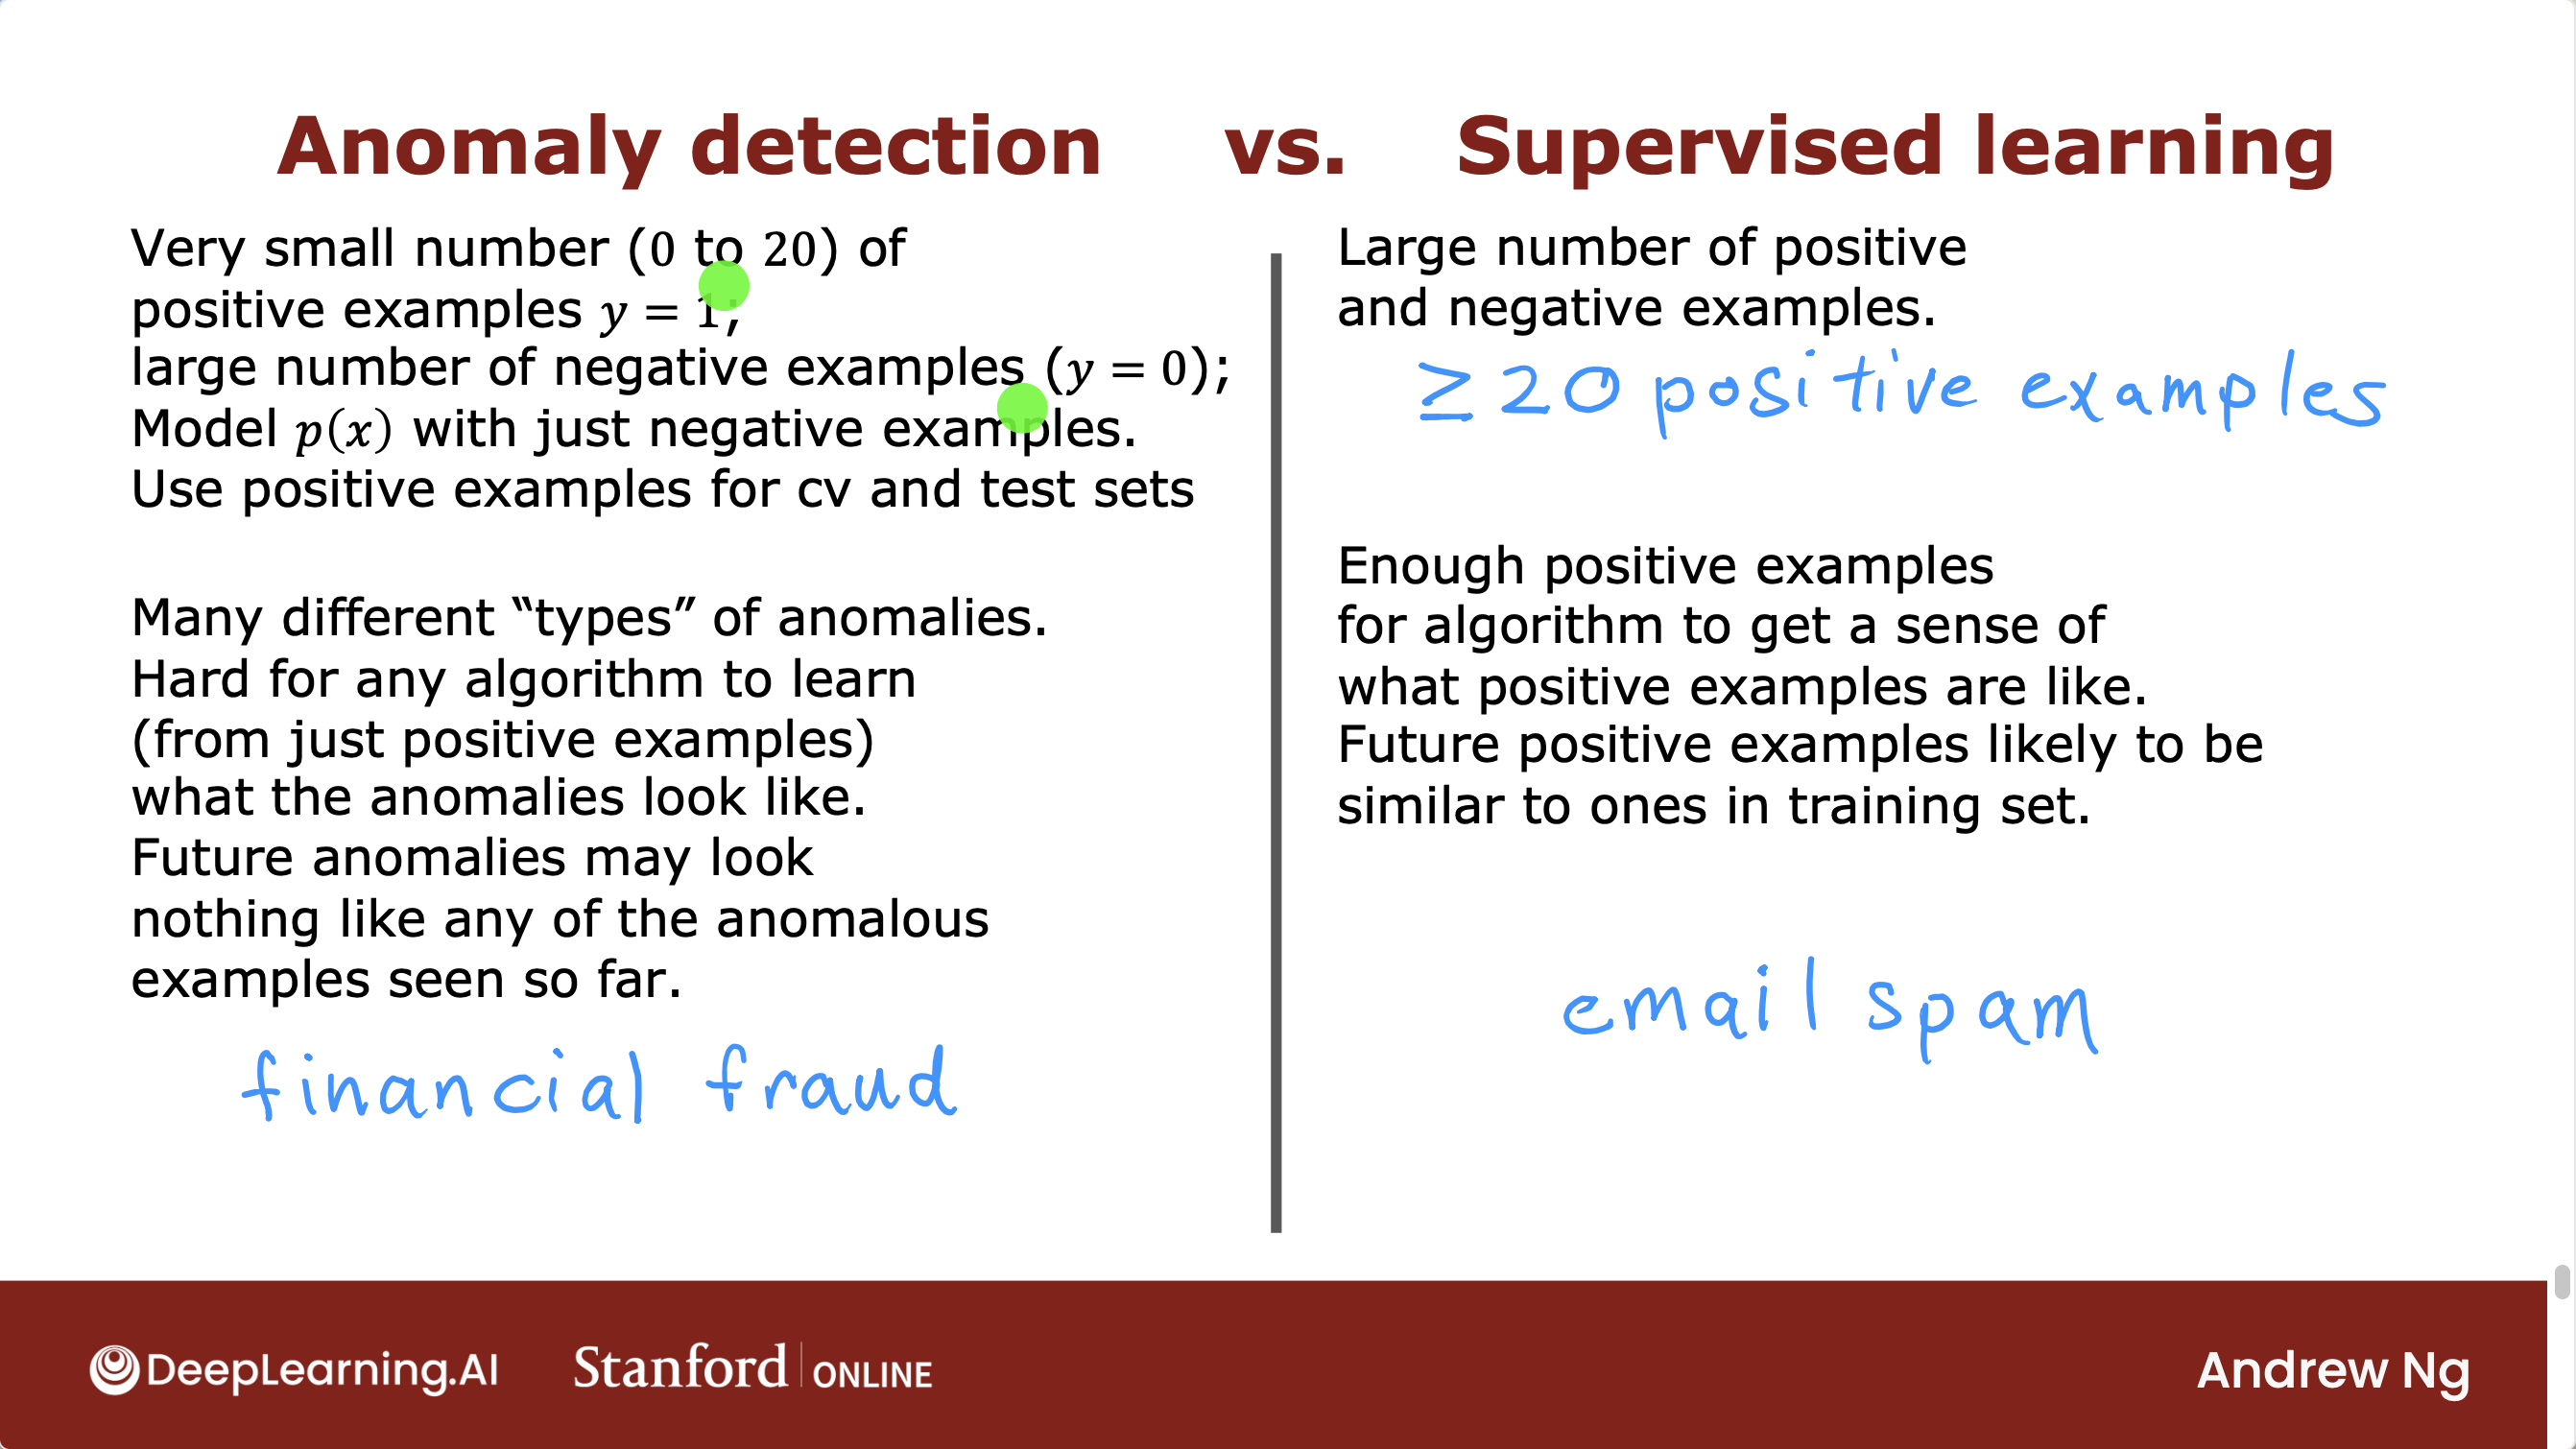 Anomaly detection vs. Supervised learning
Very small number (0 to 20) of
positive examples y = 1;
large number of negative examples (y = 0);
Model p(x) with just negative examples.
Use positive examples for cv and test sets
Many different “types” of anomalies.
Hard for any algorithm to learn
(from just positive examples)
what the anomalies look like.
Future anomalies may look
nothing like any of the anomalous
examples seen so far.
financial fraud
Large number of positive
and negative examples.
≥ 20 positive examples
Enough positive examples
for algorithm to get a sense of
what positive examples are like.
Future positive examples likely to be
similar to ones in training set.
email spam
DeepLearning.AI
Stanford | ONLINE
Andrew Ng